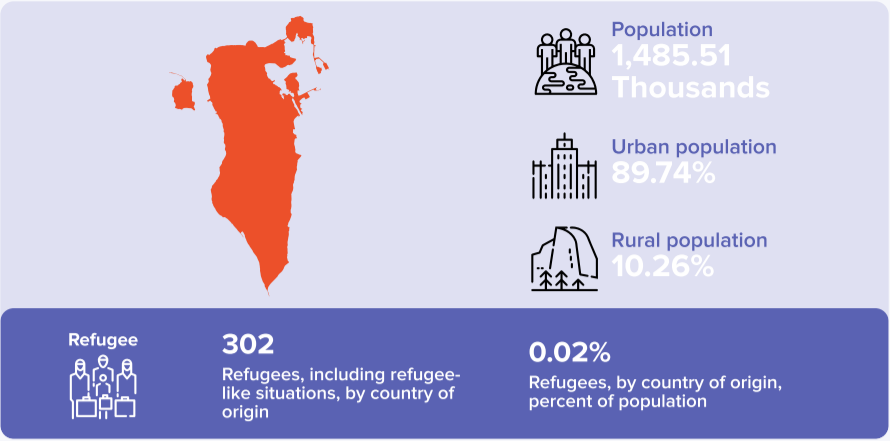 Population
1,485.51
Thousands
Urban population
89.74%
Rural population
10.26%
Refugee
302
Refugees, including refugee-
like situations, by country of
origin
0.02%
Refugees, by country of origin,
percent of population